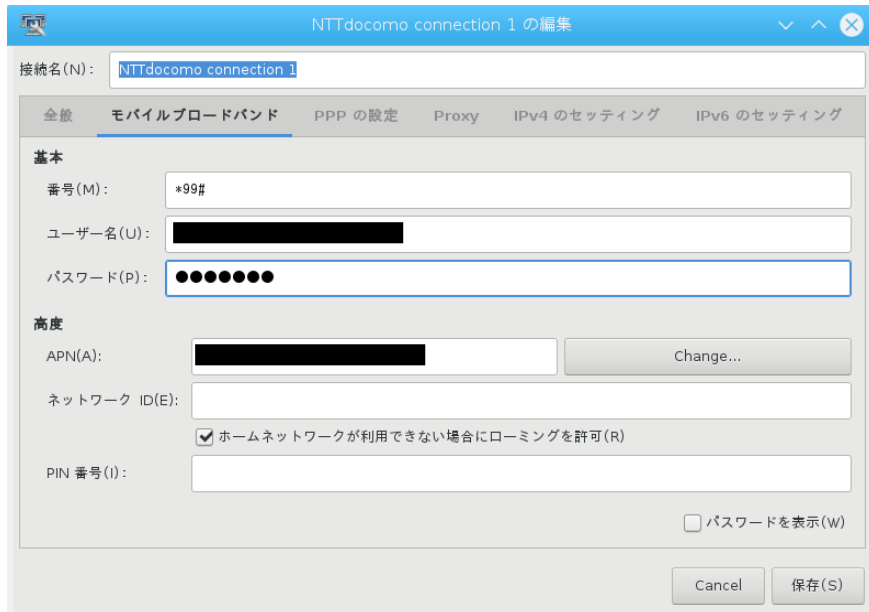 NTTdocomo connection 1 の編集
接続名(N): NTTdocomo connection 1
全般 モバイルブロードバンド PPP の設定 Proxy IPv4 のセッティング IPv6 のセッティング
基本
番号(M): *99#
ユーザー名(U):
パスワード(P): ●●●●●●●
高度
APN(A): Change...
ネットワーク ID(E):
ホームネットワークが利用できない場合にローミングを許可(R)
PIN 番号(I):
パスワードを表示(W)
Cancel 保存(S)